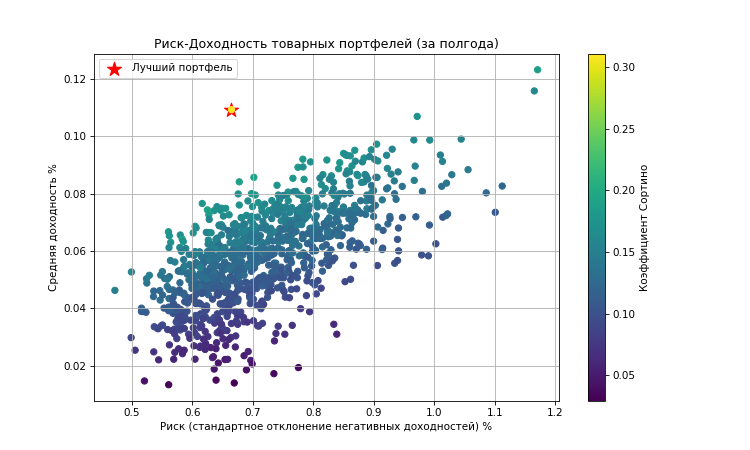 Риск-Доходность товарных портфелей (за полгода)
Лучший портфель
Средняя доходность %
0.12
0.10
0.08
0.06
0.04
0.02
0.5 0.6 0.7 0.8 0.9 1.0 1.1 1.2
Риск (стандартное отклонение негативных доходностей) %
0.30
0.25
0.20
0.15
0.10
0.05
Коэффициент Сортино